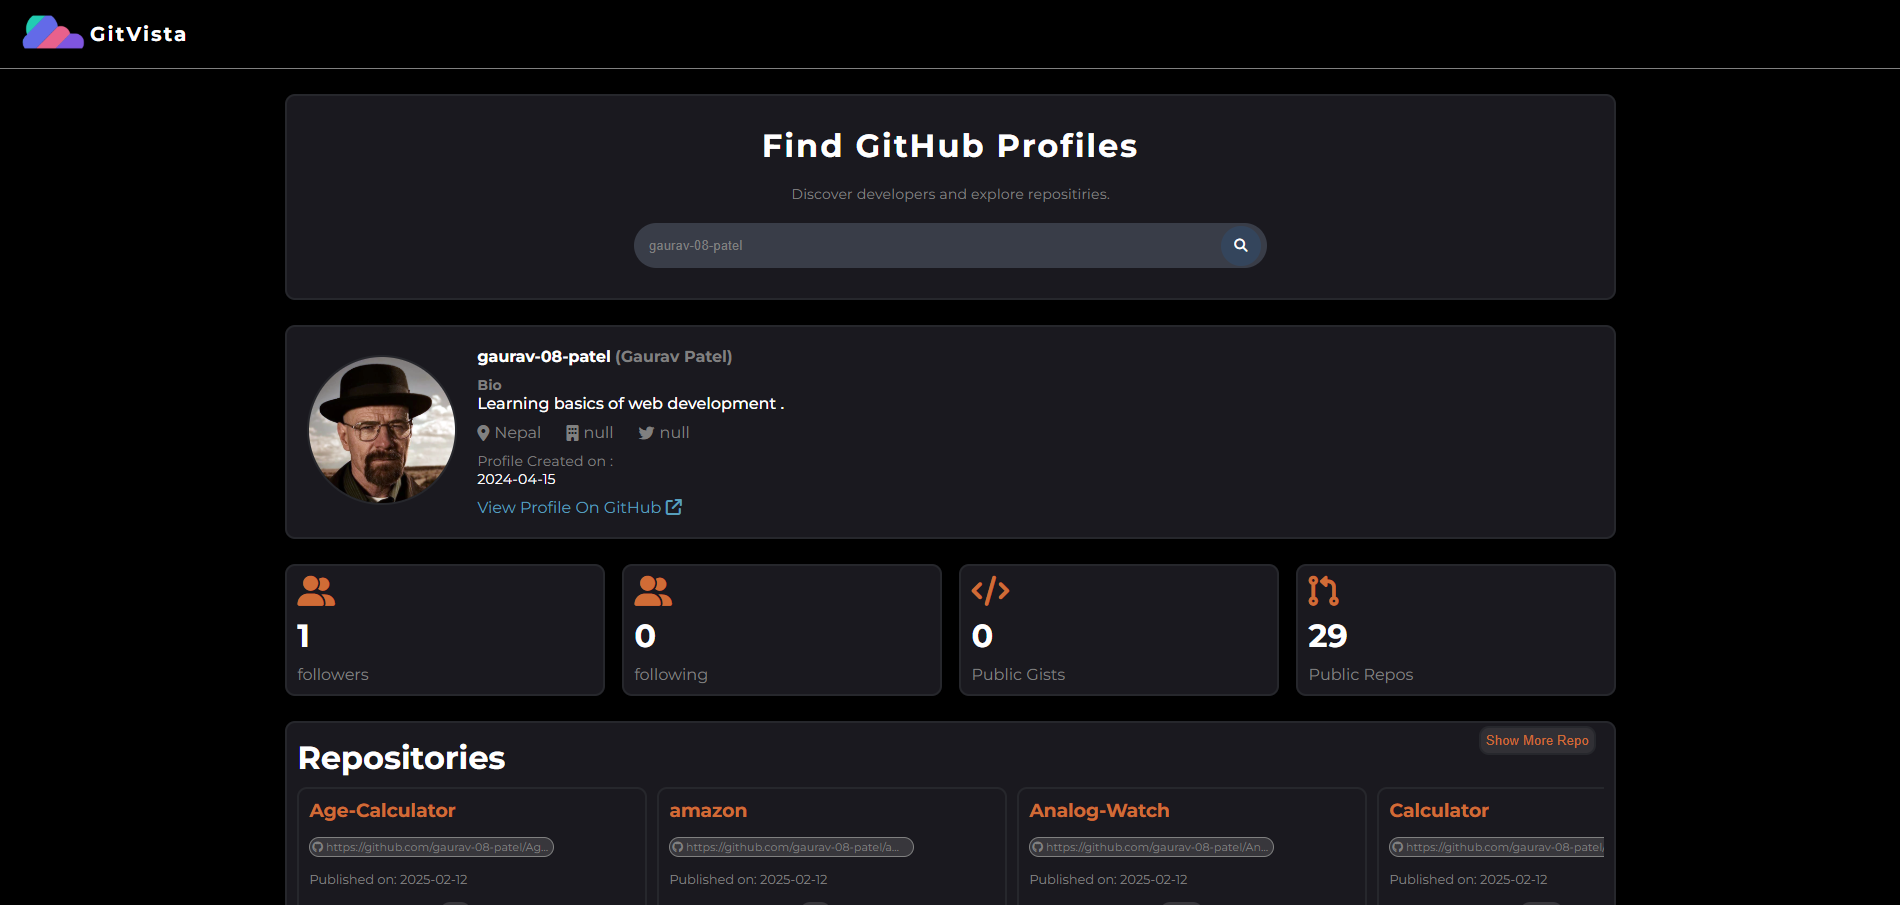 GitVista
Find GitHub Profiles
Discover developers and explore repositiries.
gaurav-08-patel
gaurav-08-patel (Gaurav Patel)
Bio
Learning basics of web development .
Nepal null null
Profile Created on :
2024-04-15
View Profile On GitHub
1
followers
0
following
0
Public Gists
29
Public Repos
Repositories
Show More Repo
Age-Calculator
https://github.com/gaurav-08-patel/Ag...
Published on: 2025-02-12
amazon
https://github.com/gaurav-08-patel/a...
Published on: 2025-02-12
Analog-Watch
https://github.com/gaurav-08-patel/An...
Published on: 2025-02-12
Calculator
https://github.com/gaurav-08-patel/
Published on: 2025-02-12